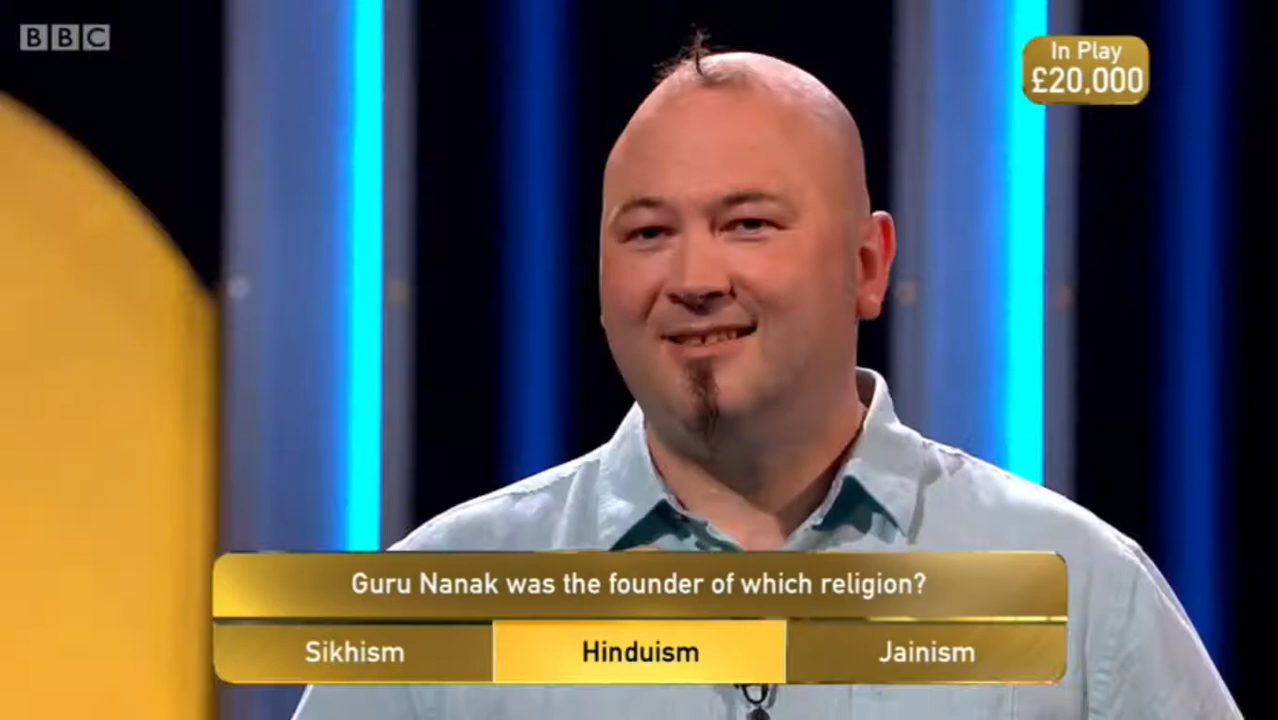 BBC
In Play
£20,000
Guru Nanak was the founder of which religion?
Sikhism
Hinduism
Jainism